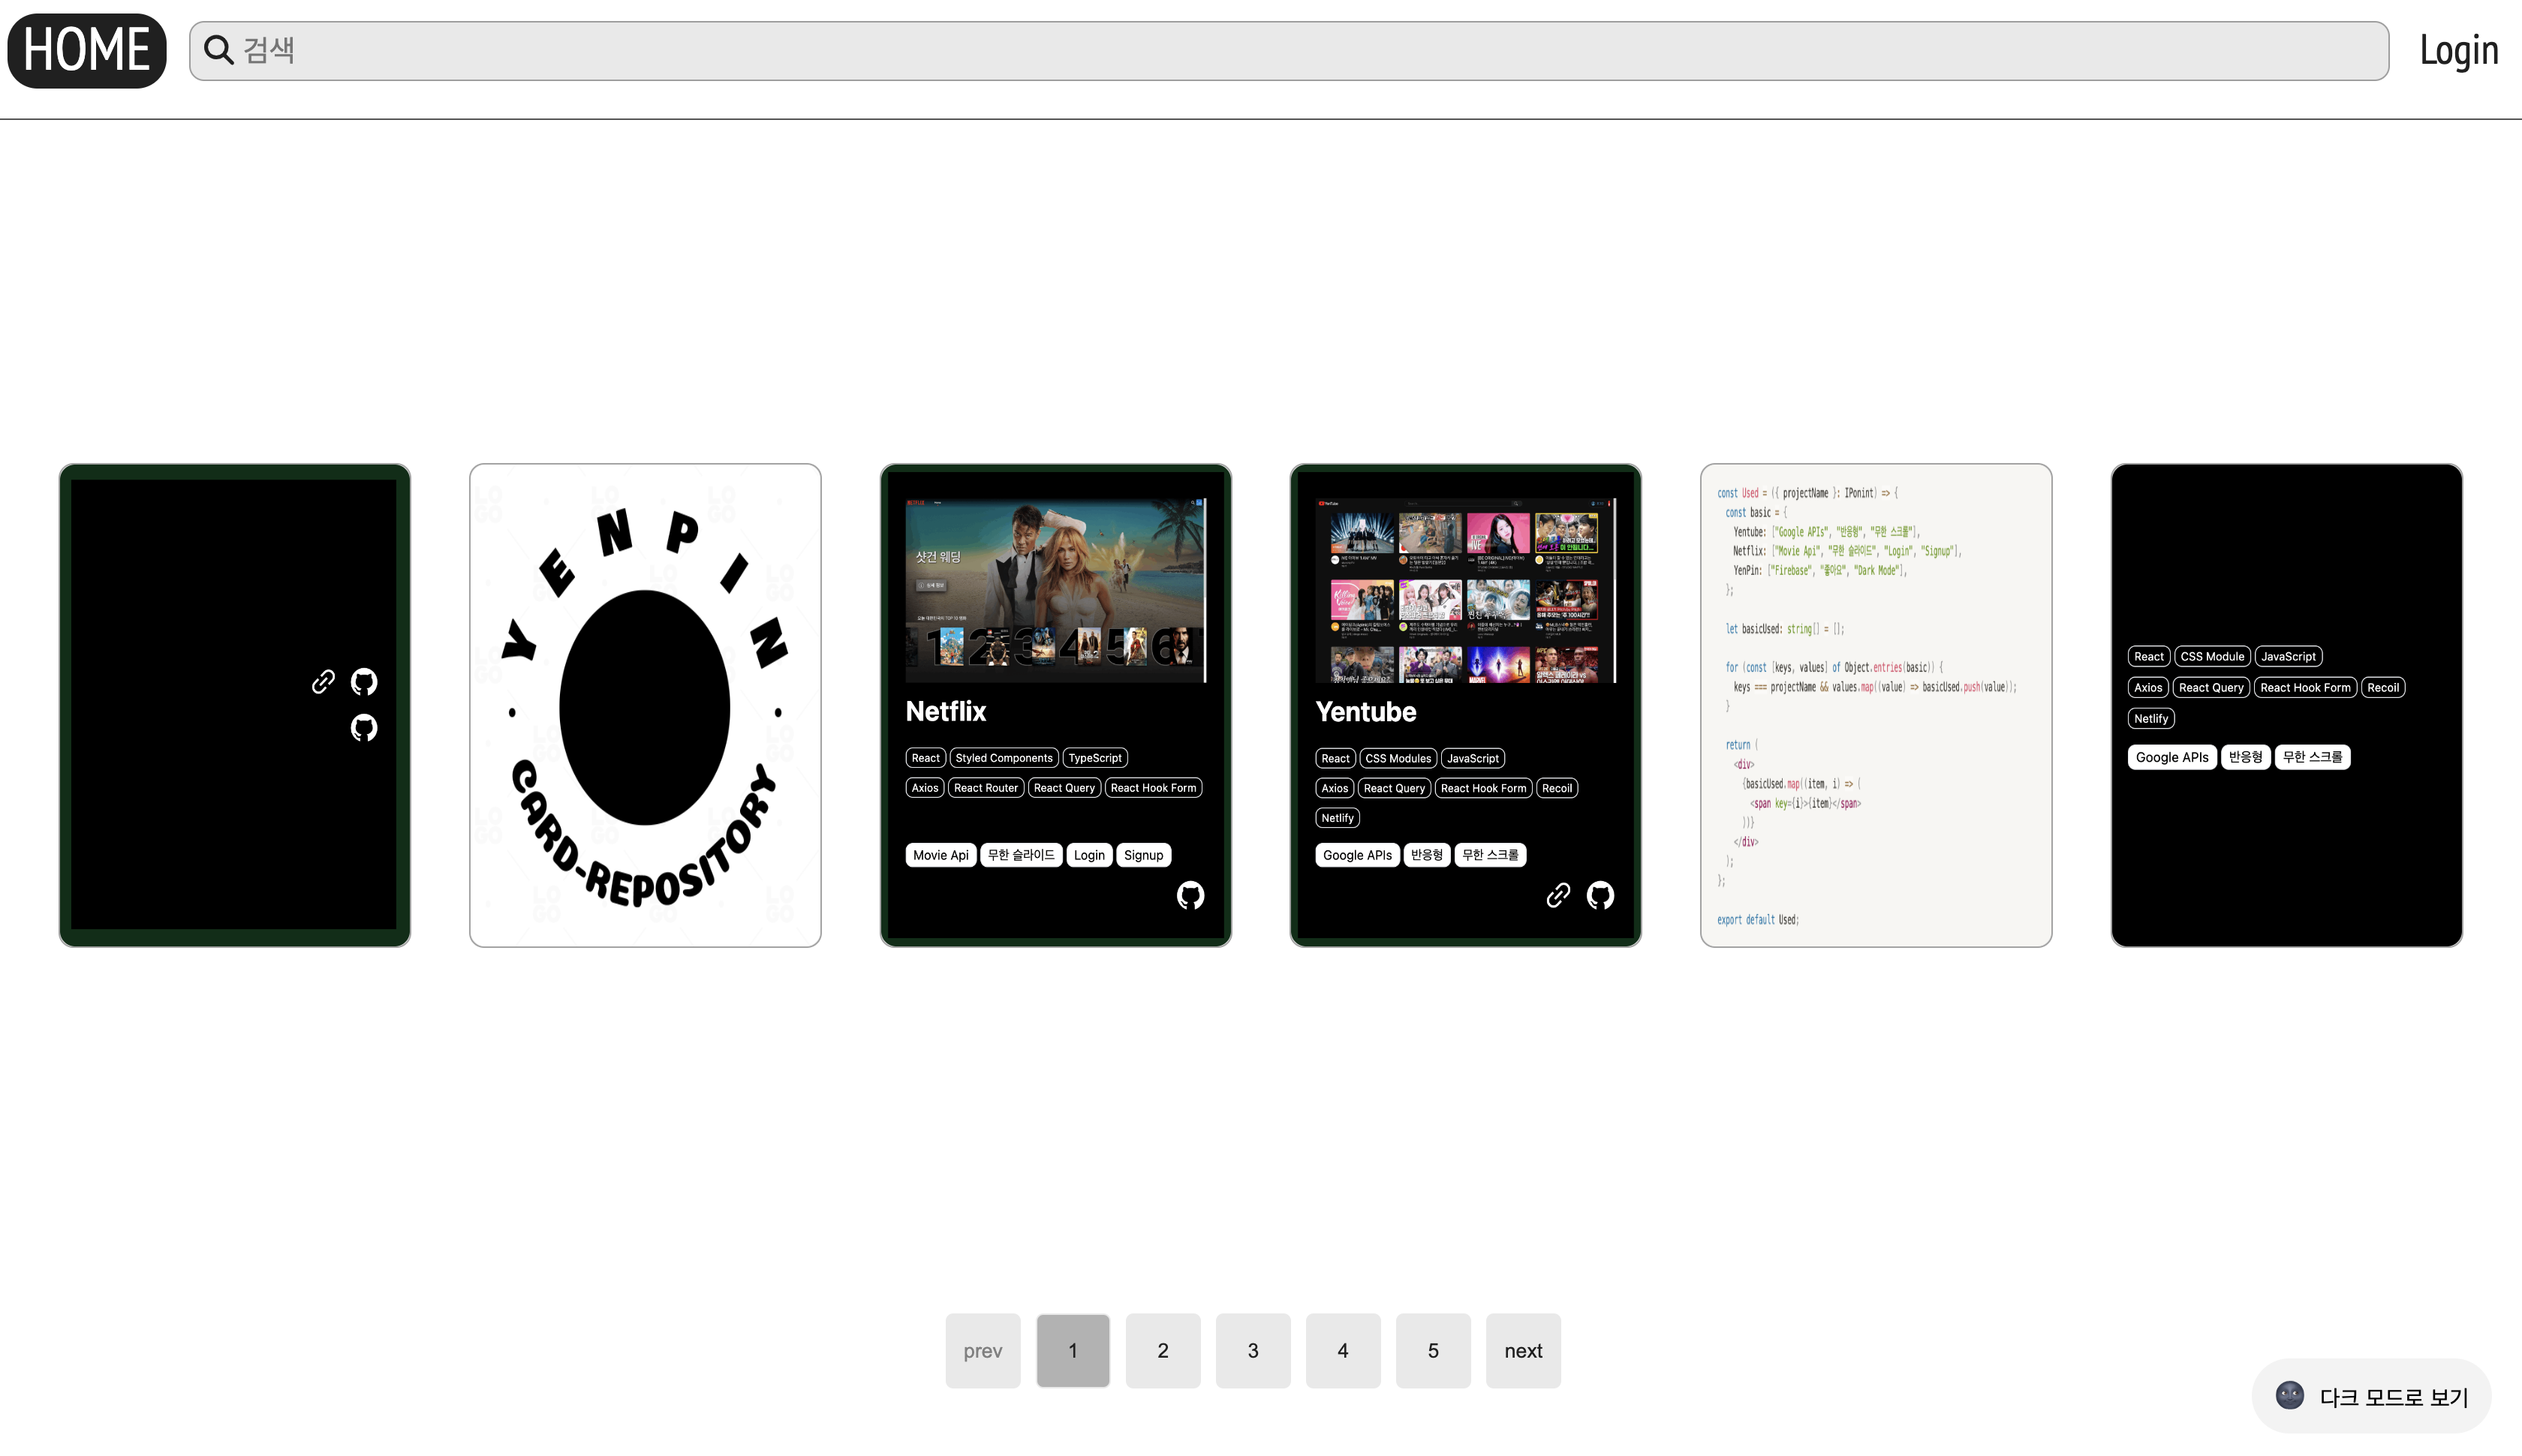 HOME
검색
Login
YENPIN
CARD-REPOSITORY
NETFLIX
샷건 웨딩
Netflix
React Styled Components TypeScript
Axios React Router React Query React Hook Form
Movie Api 무한 슬라이드 Login Signup
Yentube
React CSS Modules JavaScript
Axios React Query React Hook Form Recoil
Netlify
Google APIs 반응형 무한 스크롤
const Used = ({ projectName }: IPonint) => {
const basic = {
Yentube: ["Google APIs", "반응형", "무한 스크롤"],
Netflix: ["Movie Api", "무한 슬라이드", "Login", "Signup"],
YenPin: ["Firebase", "좋아요", "Dark Mode"],
};
let basicUsed: string[] = [];
for (const [keys, values] of Object.entries(basic)) {
keys === projectName && values.map((value) => basicUsed.push(value));
}
return (
<div>
{basicUsed.map((item, i) => (
<span key={i}>{item}</span>
))}
</div>
);
};
export default Used;
React CSS Module JavaScript
Axios React Query React Hook Form Recoil
Netlify
Google APIs 반응형 무한 스크롤
prev 1 2 3 4 5 next
다크 모드로 보기